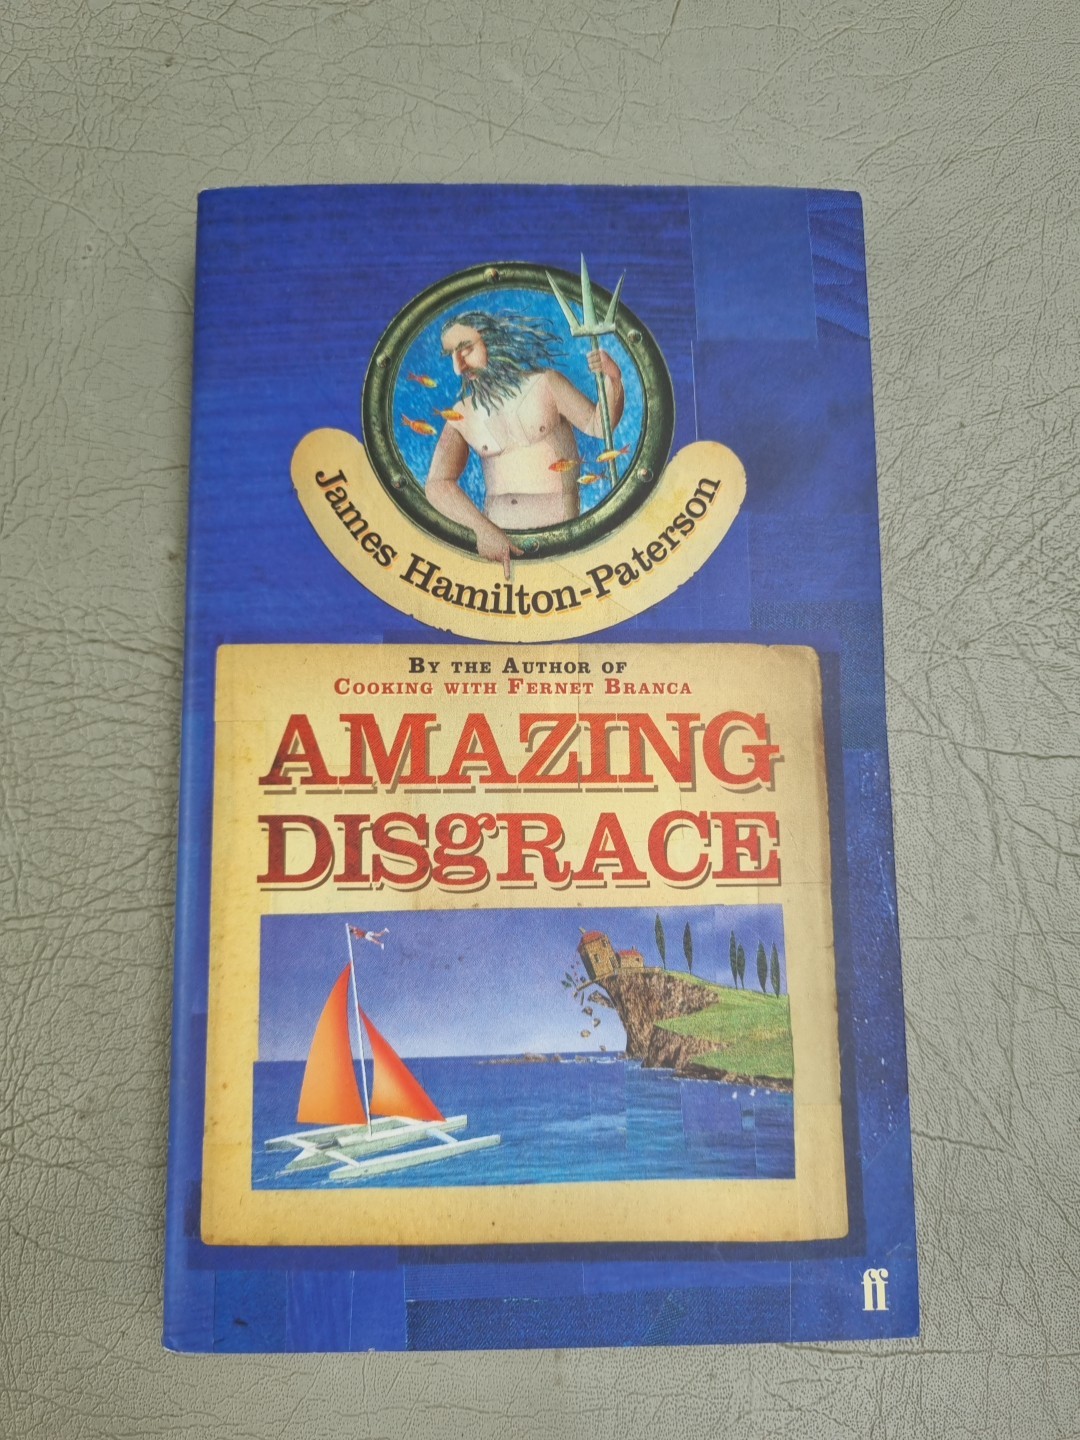 James Hamilton-Paterson
BY THE AUTHOR OF
COOKING WITH FERNET BRANCA
AMAZING
DISgRACE
ff